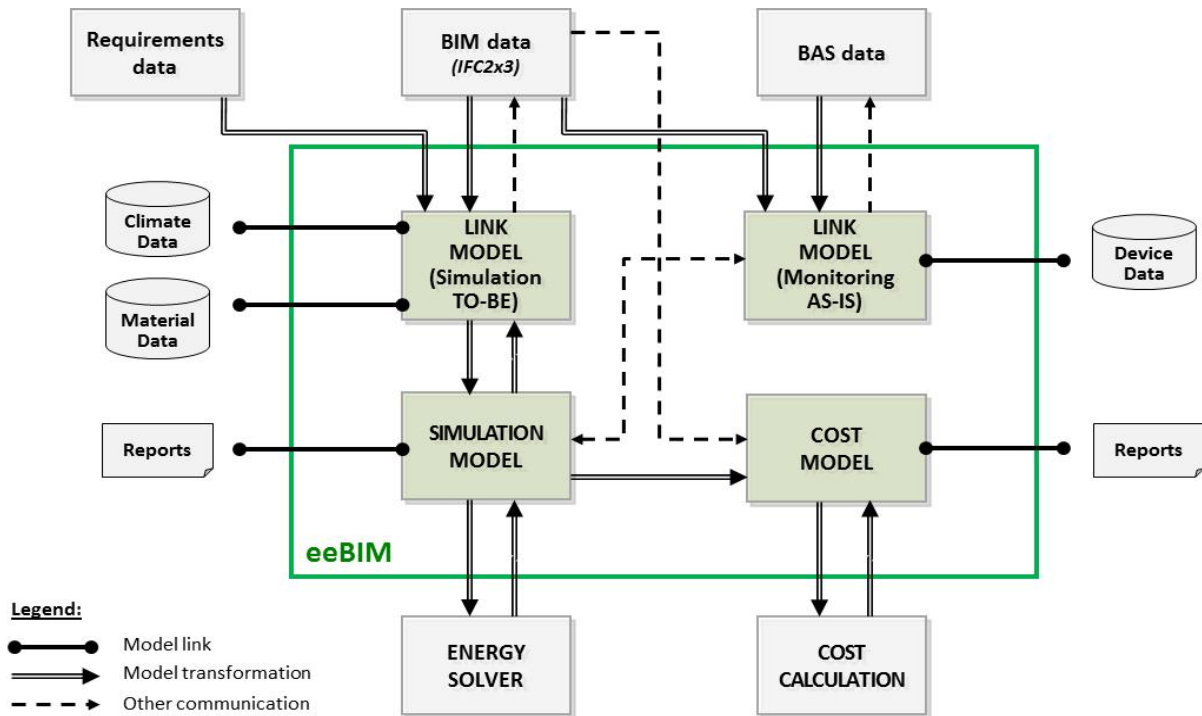 Requirements
data
BIM data
(IFC2x3)
BAS data
Climate
Data
Material
Data
LINK
MODEL
(Simulation
TO-BE)
LINK
MODEL
(Monitoring
AS-IS)
Device
Data
Reports
SIMULATION
MODEL
COST
MODEL
Reports
eeBIM
Legend:
Model link
Model transformation
Other communication
ENERGY
SOLVER
COST
CALCULATION